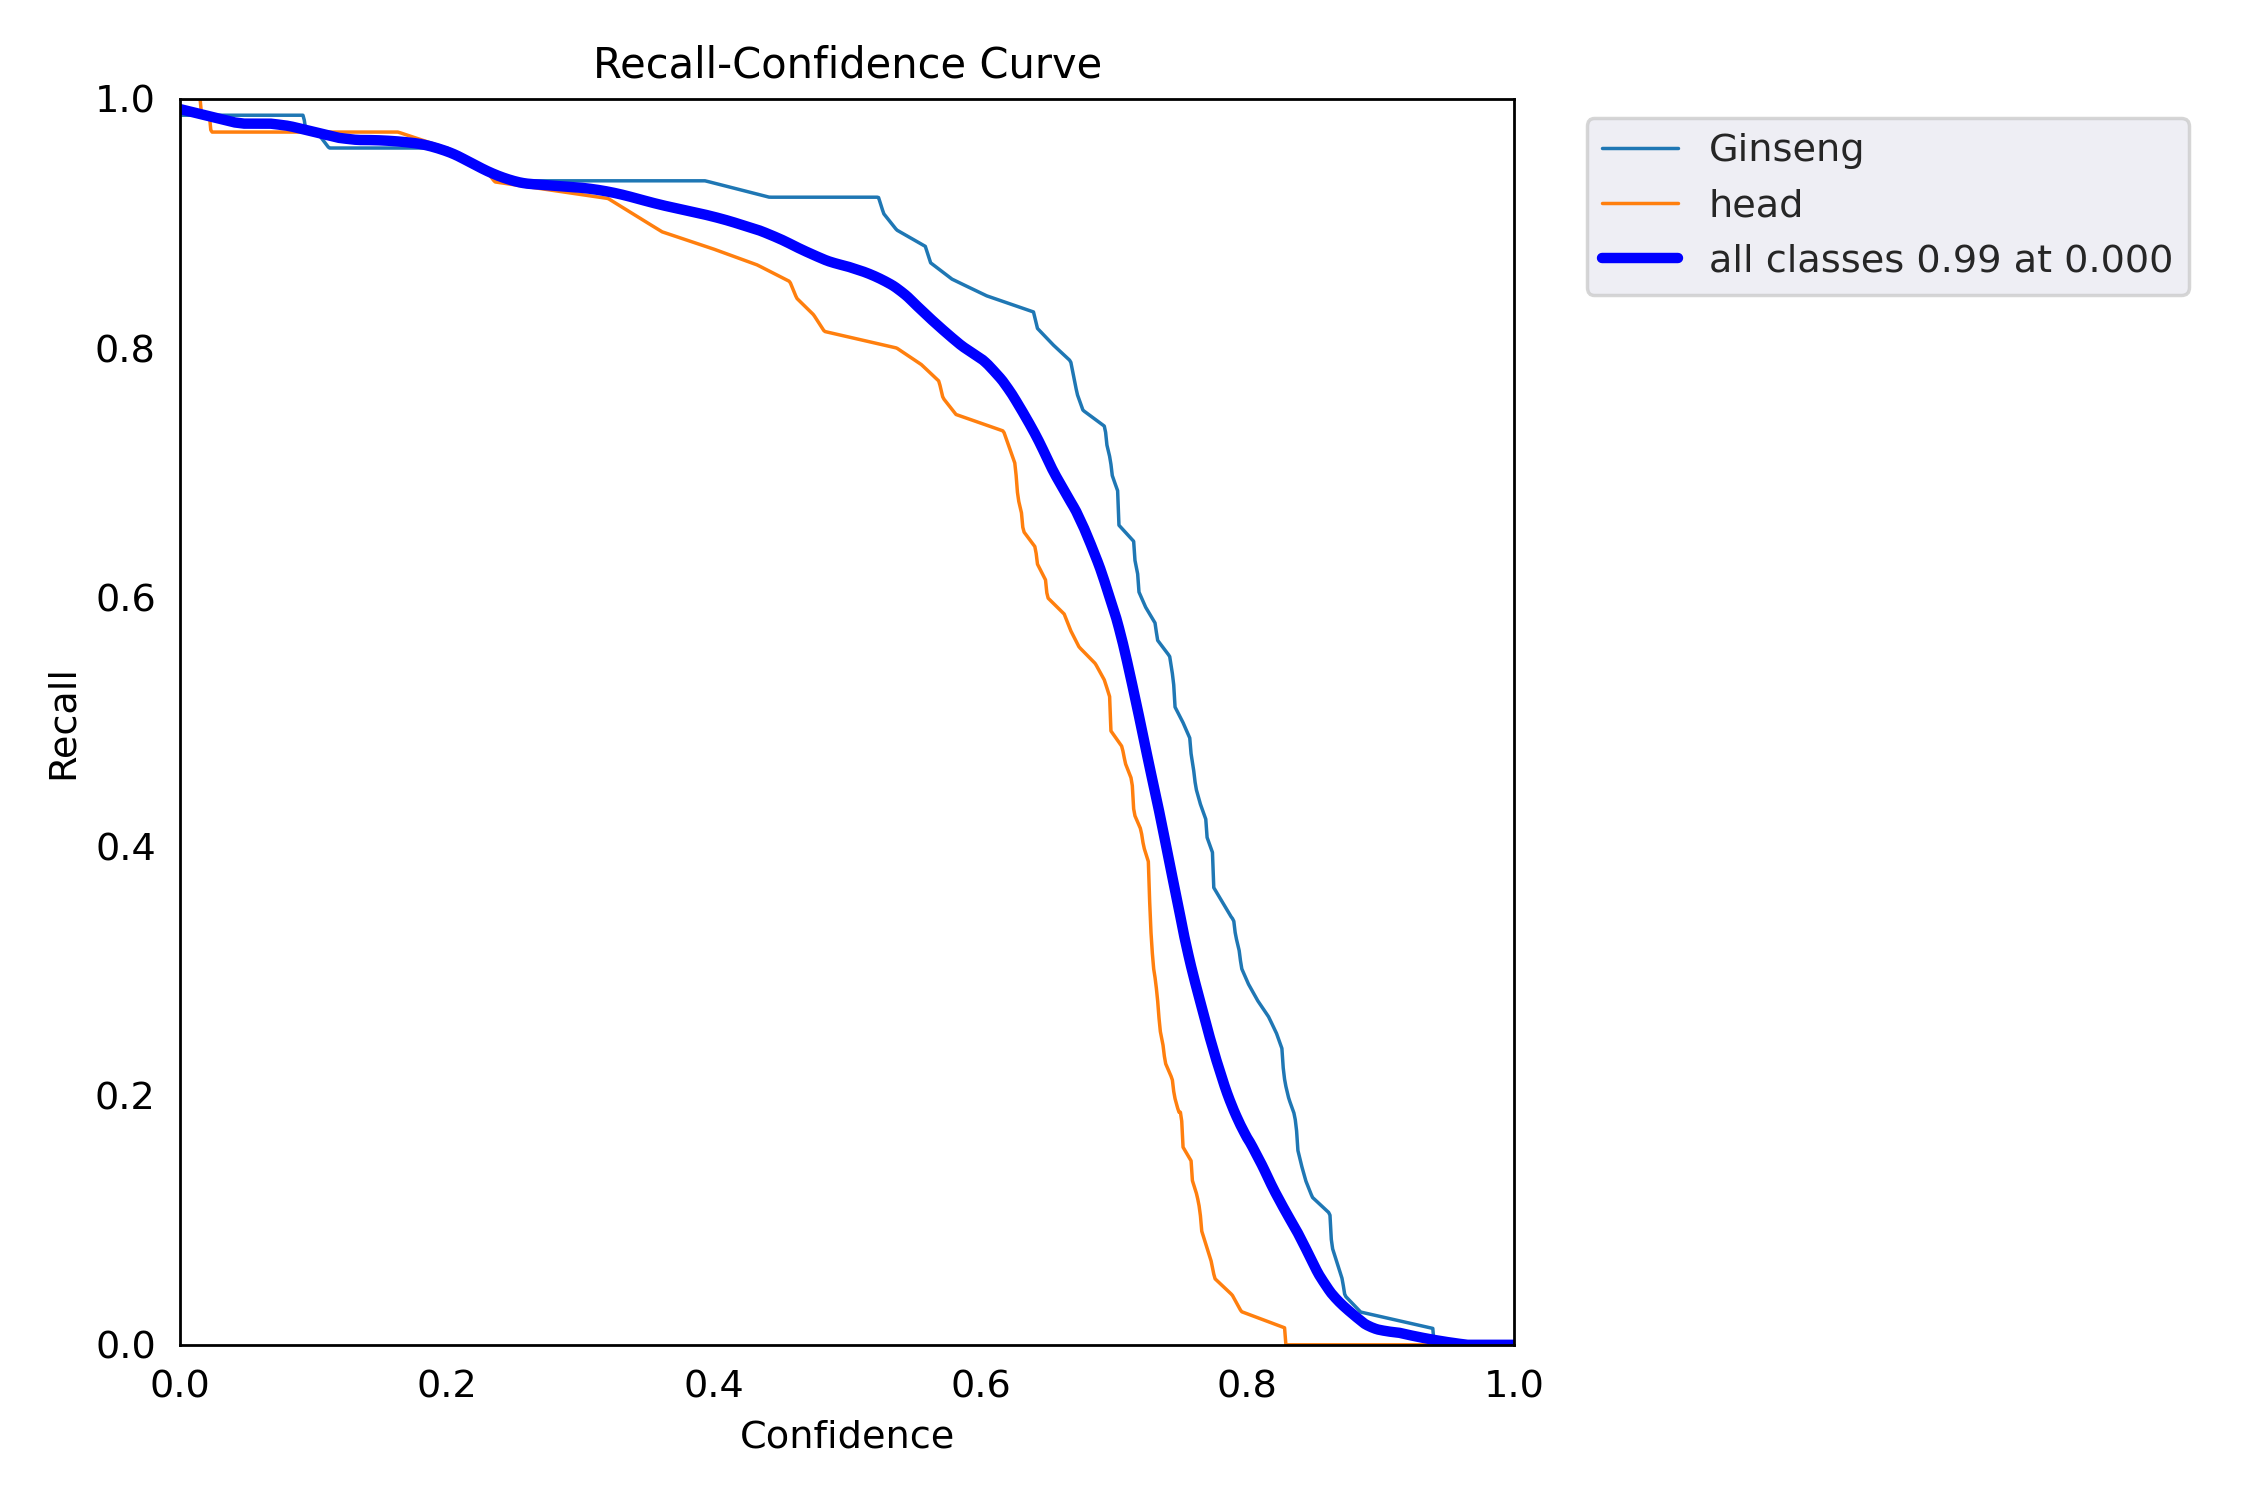 Recall-Confidence Curve
1.0
0.8
0.6
0.4
0.2
0.0
Recall
0.0 0.2 0.4 0.6 0.8 1.0
Confidence
Ginseng
head
all classes 0.99 at 0.000